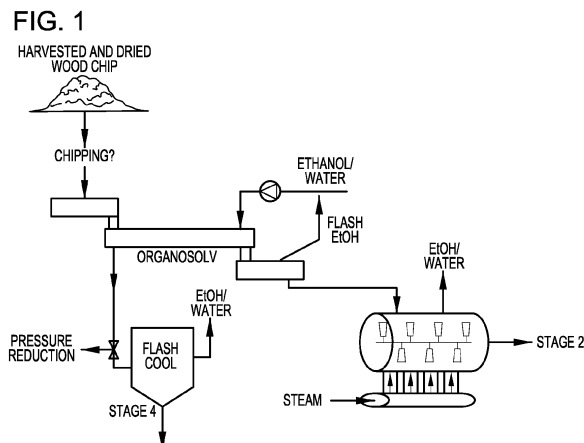 FIG. 1
HARVESTED AND DRIED
WOOD CHIP
CHIPPING?
ETHANOL/
WATER
FLASH
EtOH
ORGANOSOLV
EtOH/
WATER
EtOH/
WATER
PRESSURE
REDUCTION
FLASH
COOL
STAGE 2
STAGE 4
STEAM